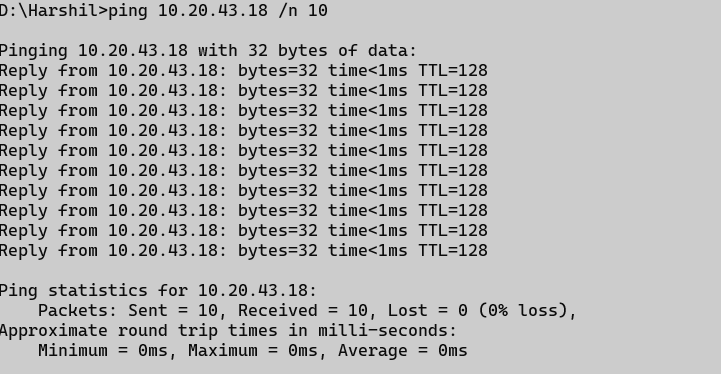 D:\Harshil>ping 10.20.43.18 /n 10
Pinging 10.20.43.18 with 32 bytes of data:
Reply from 10.20.43.18: bytes=32 time<1ms TTL=128
Reply from 10.20.43.18: bytes=32 time<1ms TTL=128
Reply from 10.20.43.18: bytes=32 time<1ms TTL=128
Reply from 10.20.43.18: bytes=32 time<1ms TTL=128
Reply from 10.20.43.18: bytes=32 time<1ms TTL=128
Reply from 10.20.43.18: bytes=32 time<1ms TTL=128
Reply from 10.20.43.18: bytes=32 time<1ms TTL=128
Reply from 10.20.43.18: bytes=32 time<1ms TTL=128
Reply from 10.20.43.18: bytes=32 time<1ms TTL=128
Reply from 10.20.43.18: bytes=32 time<1ms TTL=128
Ping statistics for 10.20.43.18:
Packets: Sent = 10, Received = 10, Lost = 0 (0% loss),
Approximate round trip times in milli-seconds:
Minimum = 0ms, Maximum = 0ms, Average = 0ms